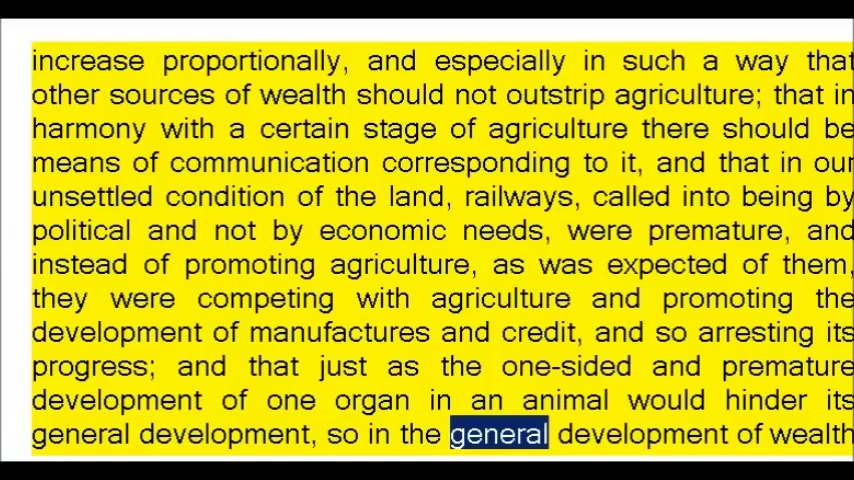 increase proportionally, and especially in such a way that
other sources of wealth should not outstrip agriculture; that in
harmony with a certain stage of agriculture there should be
means of communication corresponding to it, and that in our
unsettled condition of the land, railways, called into being by
political and not by economic needs, were premature, and
instead of promoting agriculture, as was expected of them,
they were competing with agriculture and promoting the
development of manufactures and credit, and so arresting its
progress; and that just as the one-sided and premature
development of one organ in an animal would hinder its
general development, so in the general development of wealth